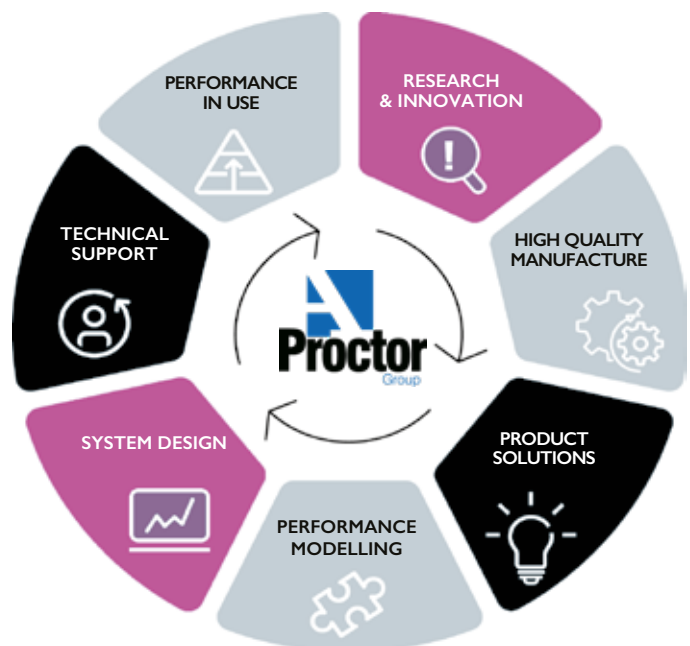 PERFORMANCE
IN USE
RESEARCH
& INNOVATION
TECHNICAL
SUPPORT
HIGH QUALITY
MANUFACTURE
A
Proctor
Group
SYSTEM DESIGN
PRODUCT
SOLUTIONS
PERFORMANCE
MODELLING